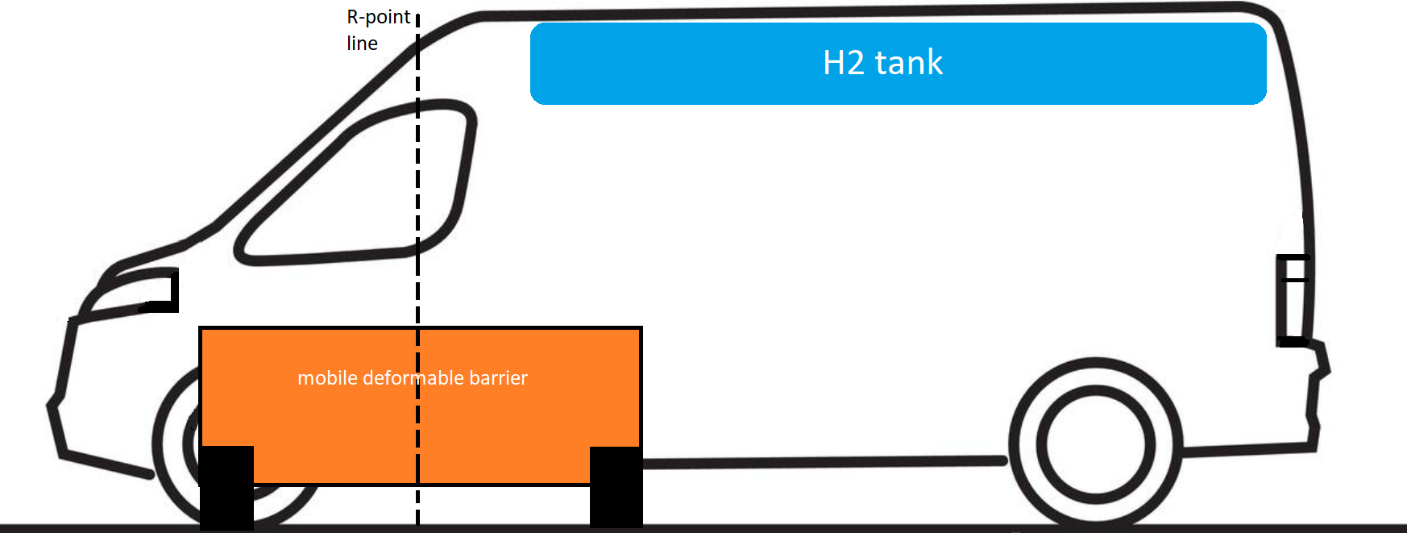 R-point
line
H2 tank
mobile deformable barrier